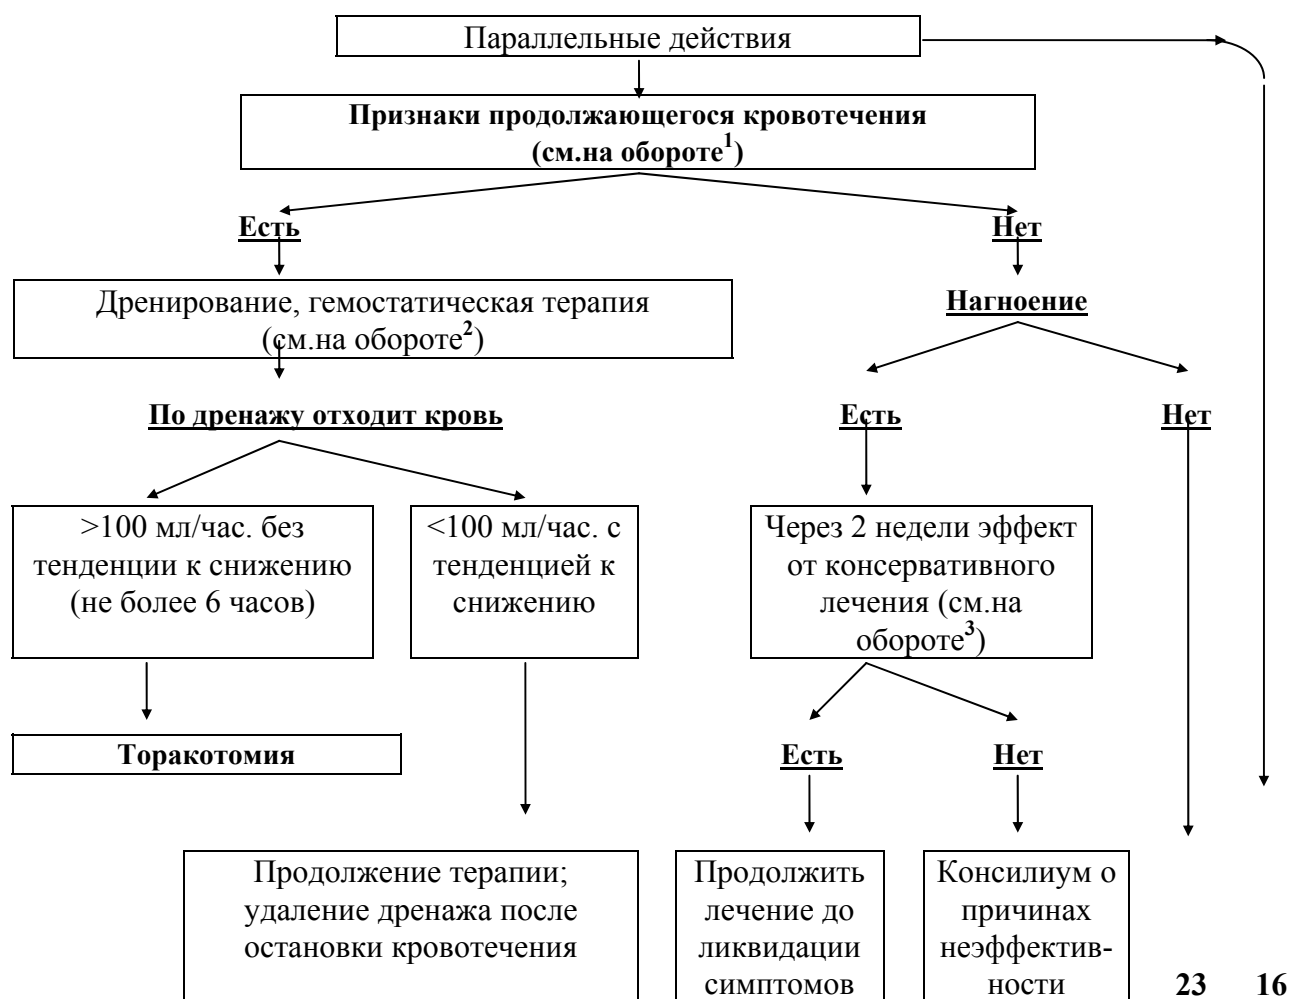 Параллельные действия
Признаки продолжающегося кровотечения
(см.на обороте1)
Есть
Нет
Дренирование, гемостатическая терапия
(см.на обороте2)
Нагноение
По дренажу отходит кровь
Есть
Нет
>100 мл/час. без
тенденции к снижению
(не более 6 часов)
<100 мл/час. с
тенденцией к
снижению
Через 2 недели эффект
от консервативного
лечения (см.на
обороте3)
Торакотомия
Есть
Нет
Продолжение терапии;
удаление дренажа после
остановки кровотечения
Продолжить
лечение до
ликвидации
симптомов
Консилиум о
причинах
неэффектив-
ности
23
16